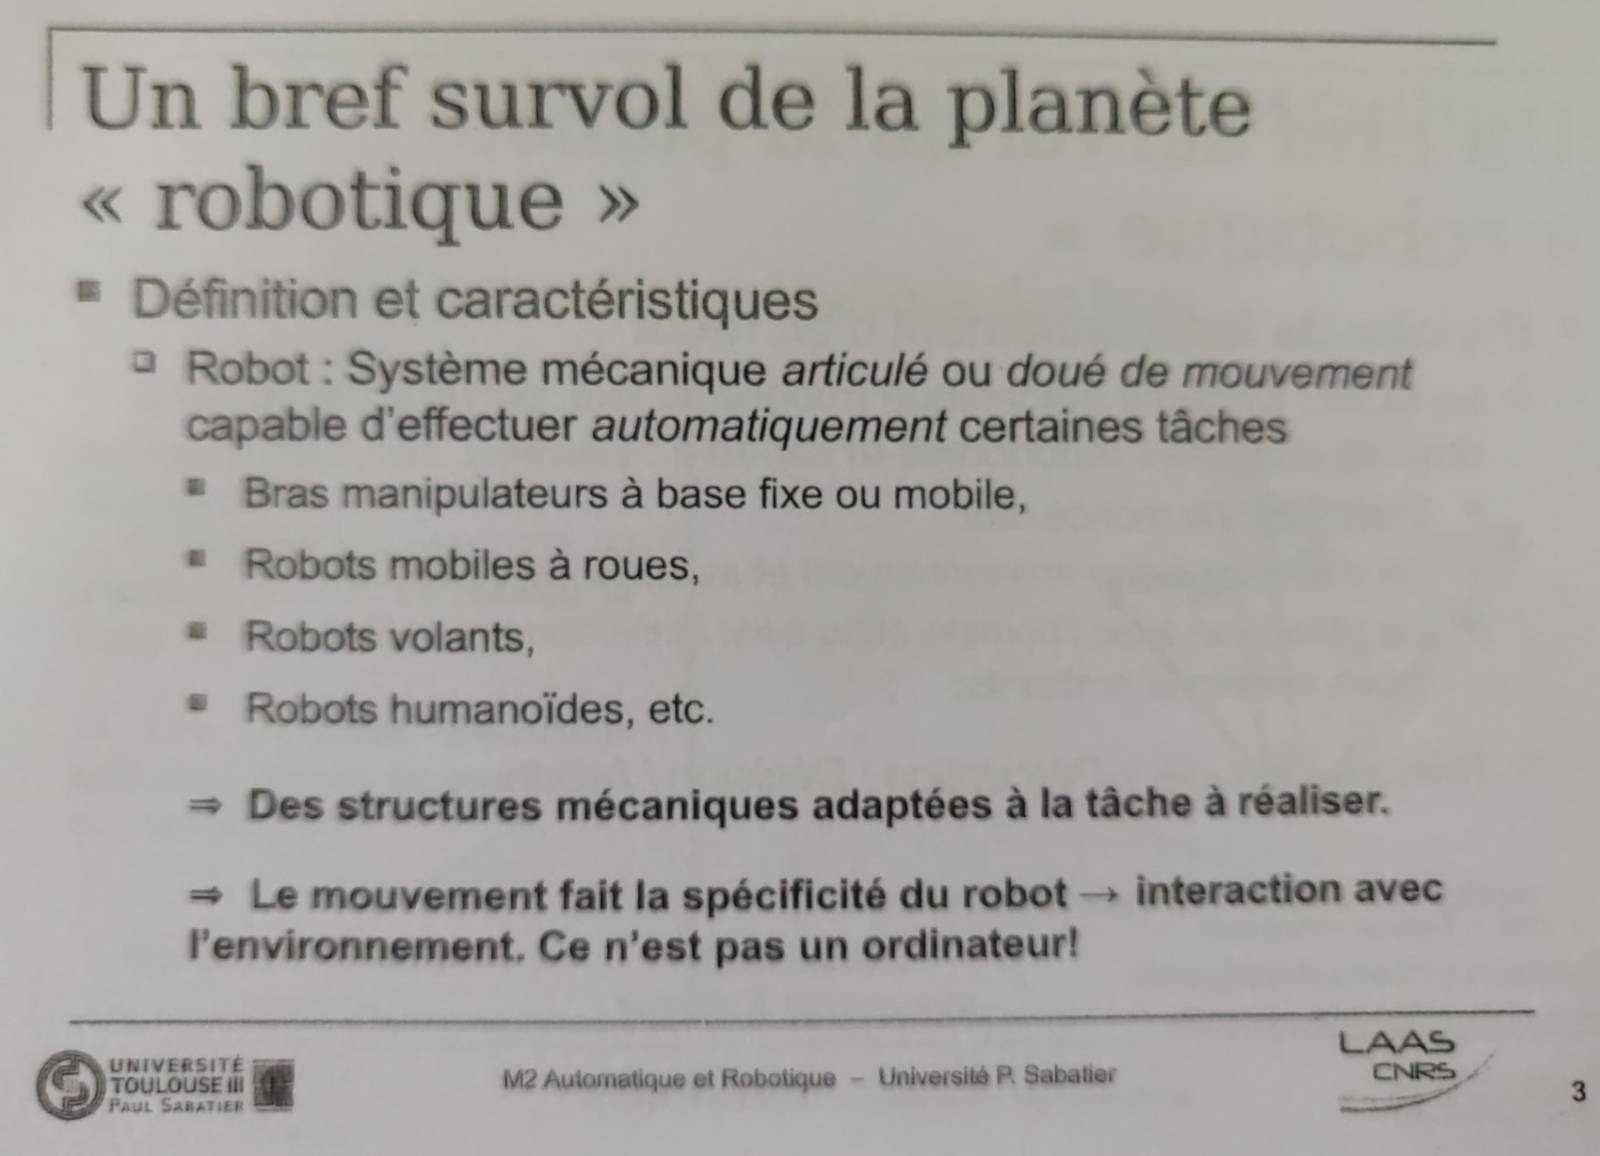 Un bref survol de la planète
« robotique »
▪ Définition et caractéristiques
❑ Robot : Système mécanique articulé ou doué de mouvement
capable d'effectuer automatiquement certaines tâches
▪ Bras manipulateurs à base fixe ou mobile,
▪ Robots mobiles à roues,
▪ Robots volants,
▪ Robots humanoïdes, etc.
⇒ Des structures mécaniques adaptées à la tâche à réaliser.
⇒ Le mouvement fait la spécificité du robot → interaction avec
l'environnement. Ce n'est pas un ordinateur!
UNIVERSITÉ
TOULOUSE III
PAUL SABATIER
M2 Automatique et Robotique – Université P. Sabatier
LAAS
CNRS
3